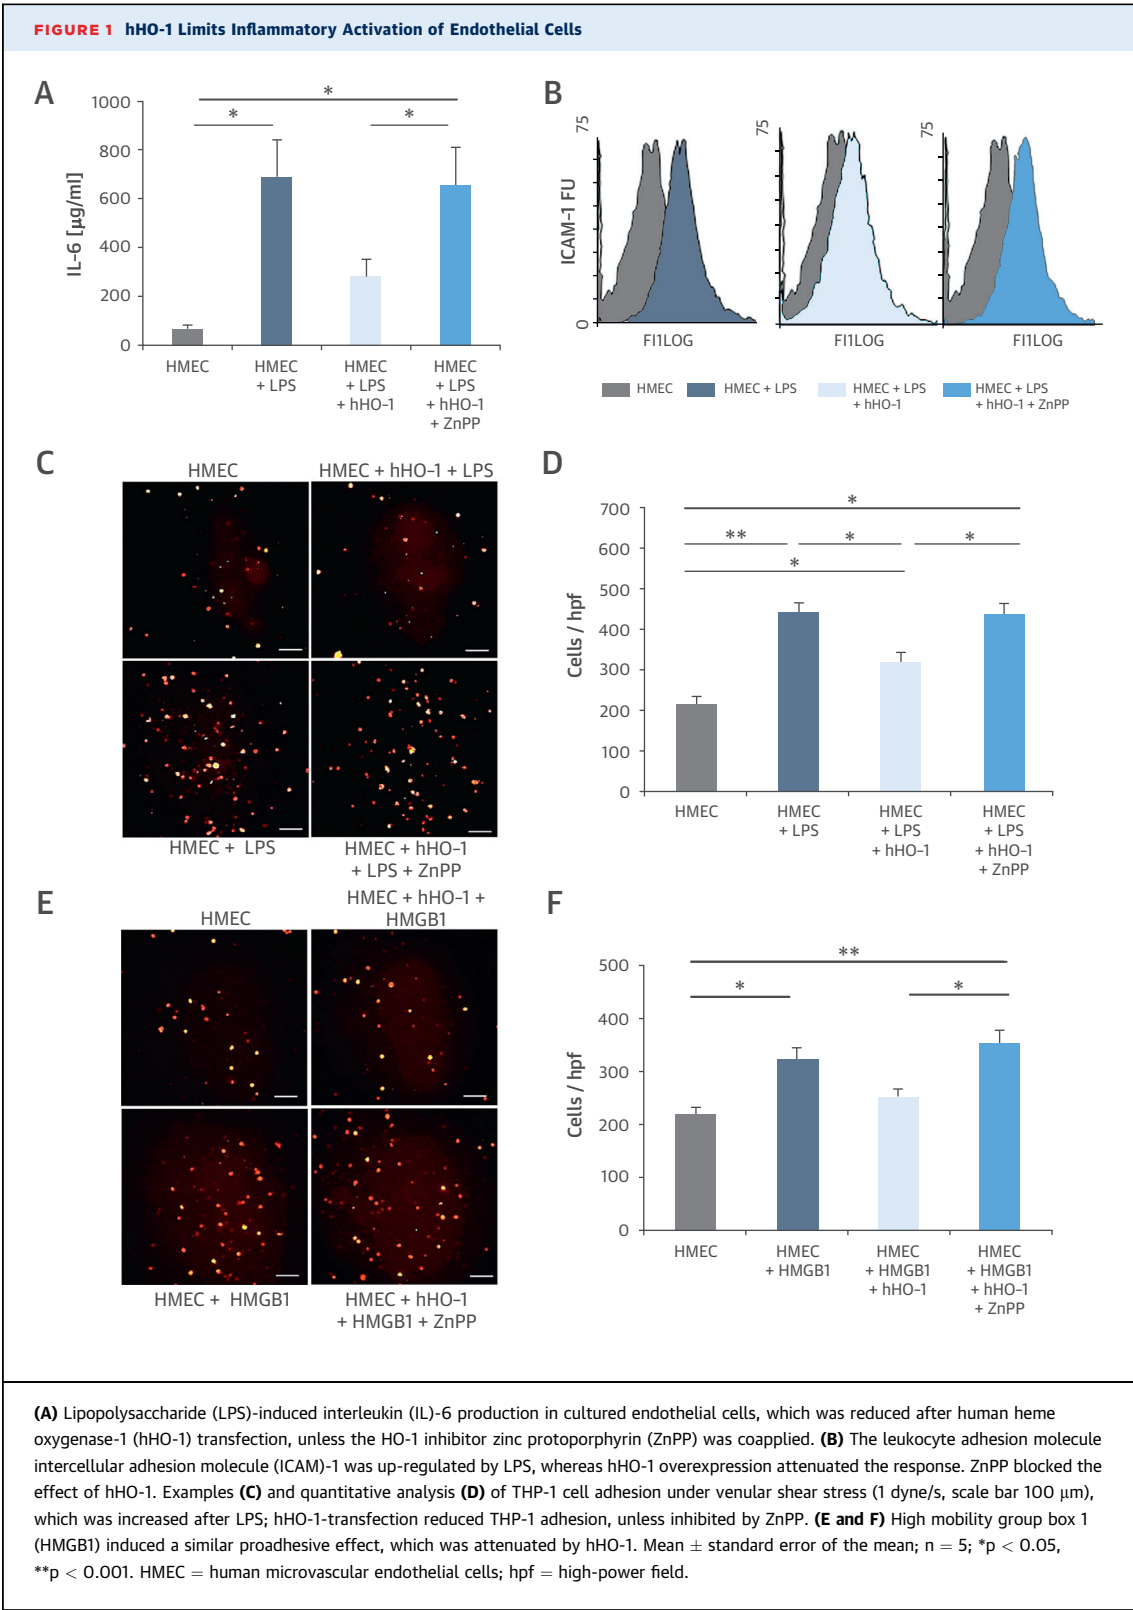 FIGURE 1 hHO-1 Limits Inflammatory Activation of Endothelial Cells
A
IL-6 [µg/ml]
1000
800
600
400
200
0
*
*
*
HMEC
HMEC
+ LPS
HMEC
+ LPS
+ hHO-1
HMEC
+ LPS
+ hHO-1
+ ZnPP
B
ICAM-1 FU
75
0
FI1LOG
75
FI1LOG
75
FI1LOG
HMEC
HMEC + LPS
HMEC + LPS
+ hHO-1
HMEC + LPS
+ hHO-1 + ZnPP
C
HMEC
HMEC + hHO-1 + LPS
HMEC + LPS
HMEC + hHO-1
+ LPS + ZnPP
D
Cells / hpf
700
600
500
400
300
200
100
0
*
**
*
*
*
HMEC
HMEC
+ LPS
HMEC
+ LPS
+ hHO-1
HMEC
+ LPS
+ hHO-1
+ ZnPP
E
HMEC
HMEC + hHO-1 +
HMGB1
HMEC + HMGB1
HMEC + hHO-1
+ HMGB1 + ZnPP
F
Cells / hpf
500
400
300
200
100
0
**
*
*
HMEC
HMEC
+ HMGB1
HMEC
+ HMGB1
+ hHO-1
HMEC
+ HMGB1
+ hHO-1
+ ZnPP
(A) Lipopolysaccharide (LPS)-induced interleukin (IL)-6 production in cultured endothelial cells, which was reduced after human heme
oxygenase-1 (hHO-1) transfection, unless the HO-1 inhibitor zinc protoporphyrin (ZnPP) was coapplied. (B) The leukocyte adhesion molecule
intercellular adhesion molecule (ICAM)-1 was up-regulated by LPS, whereas hHO-1 overexpression attenuated the response. ZnPP blocked the
effect of hHO-1. Examples (C) and quantitative analysis (D) of THP-1 cell adhesion under venular shear stress (1 dyne/s, scale bar 100 µm),
which was increased after LPS; hHO-1-transfection reduced THP-1 adhesion, unless inhibited by ZnPP. (E and F) High mobility group box 1
(HMGB1) induced a similar proadhesive effect, which was attenuated by hHO-1. Mean ± standard error of the mean; n = 5; *p < 0.05,
**p < 0.001. HMEC = human microvascular endothelial cells; hpf = high-power field.